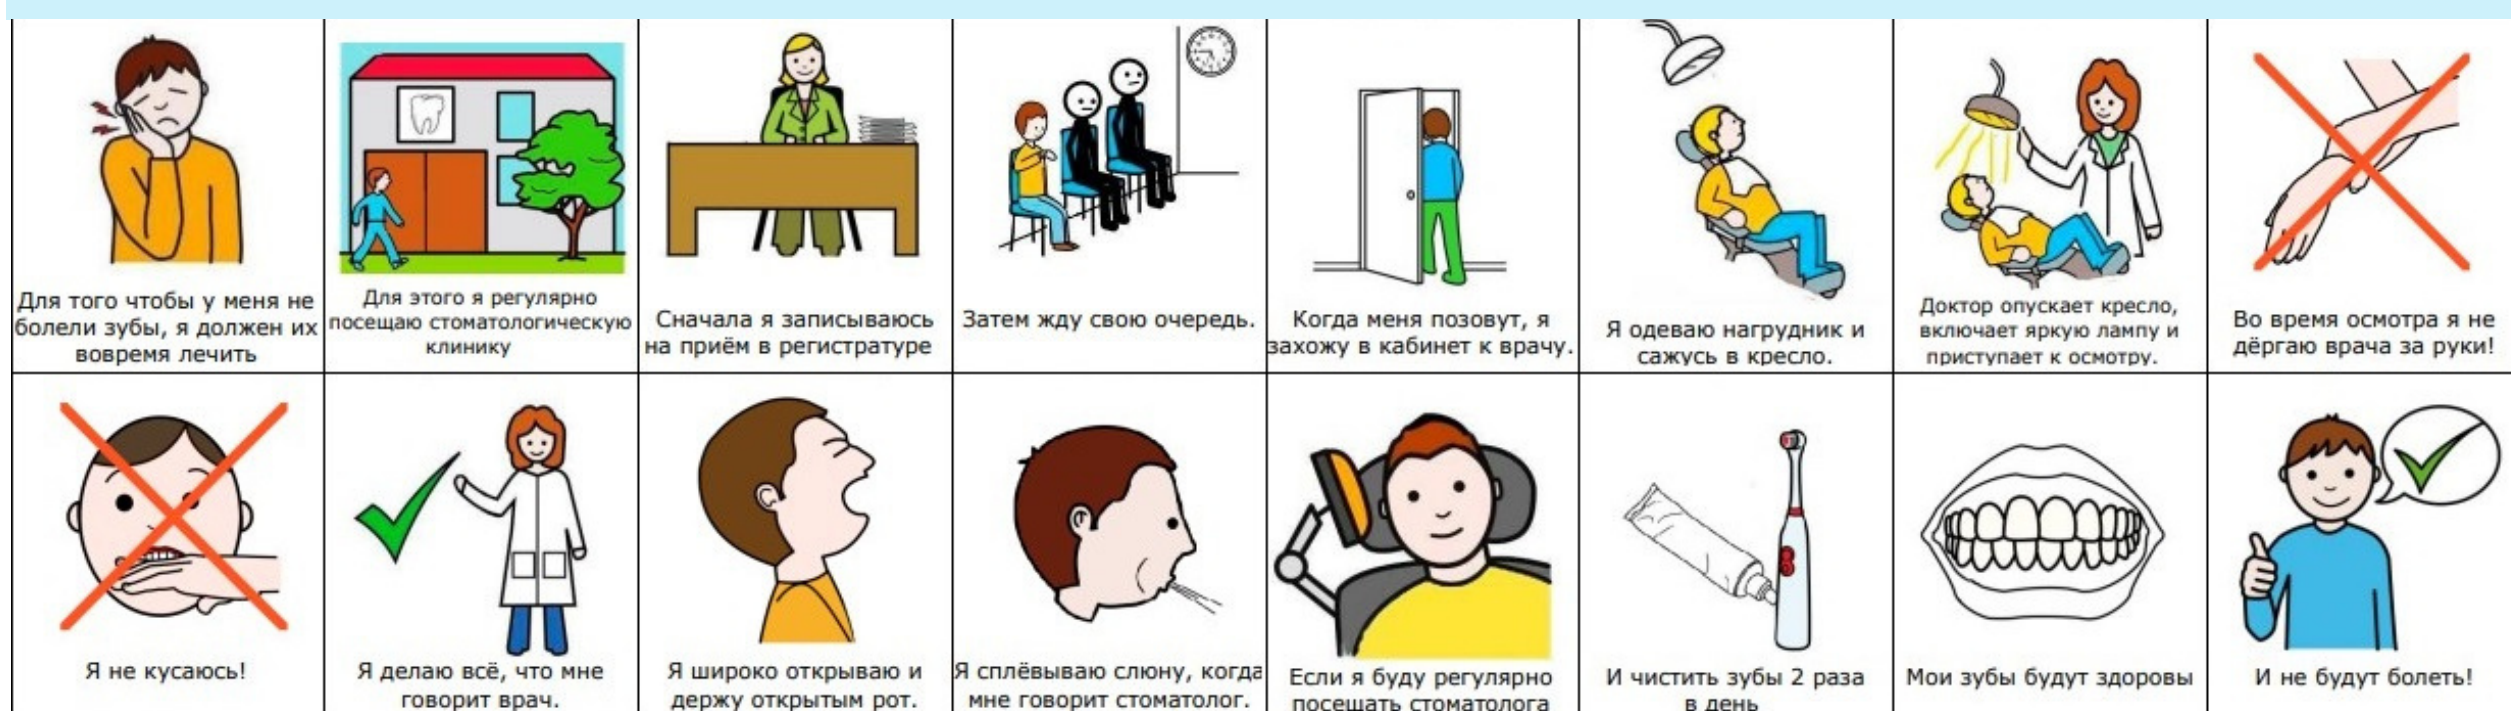 Для того чтобы у меня не
болели зубы, я должен их
вовремя лечить
Для этого я регулярно
посещаю стоматологическую
клинику
Сначала я записываюсь
на приём в регистратуре
Затем жду свою очередь.
Когда меня позовут, я
захожу в кабинет к врачу.
Я одеваю нагрудник и
сажусь в кресло.
Доктор опускает кресло,
включает яркую лампу и
приступает к осмотру.
Во время осмотра я не
дёргаю врача за руки!
Я не кусаюсь!
Я делаю всё, что мне
говорит врач.
Я широко открываю и
держу открытым рот.
Я сплёвываю слюну, когда
мне говорит стоматолог.
Если я буду регулярно
посещать стоматолога
И чистить зубы 2 раза
в день
Мои зубы будут здоровы
И не будут болеть!